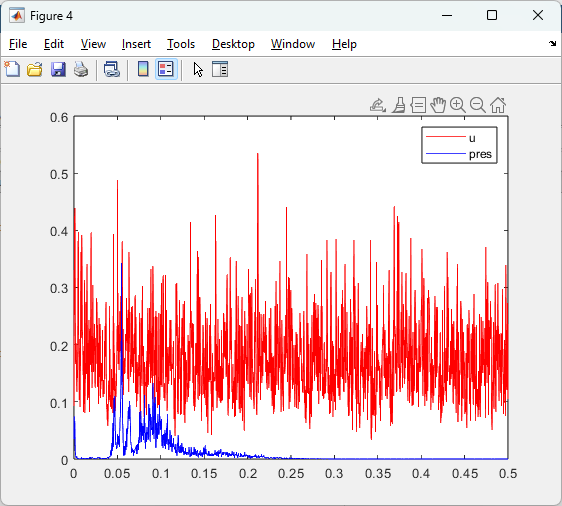 Figure 4
File Edit View Insert Tools Desktop Window Help
0.6
0.5
0.4
0.3
0.2
0.1
0
u
pres
0 0.05 0.1 0.15 0.2 0.25 0.3 0.35 0.4 0.45 0.5